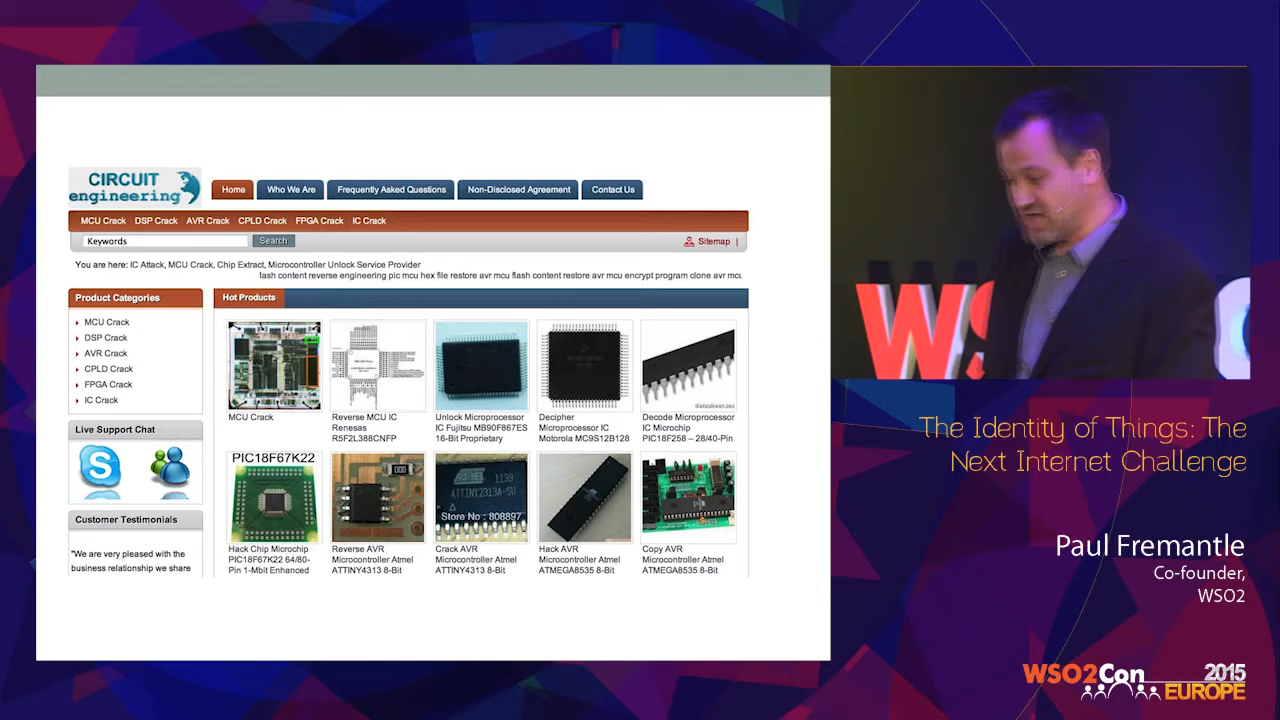 CIRCUIT
engineering
Home
Who We Are
Frequently Asked Questions
Non-Disclosed Agreement
Contact Us
MCU Crack
DSP Crack
AVR Crack
CPLD Crack
FPGA Crack
IC Crack
Keywords
Search
Sitemap |
You are here: IC Attack, MCU Crack, Chip Extract, Microcontroller Unlock Service Provider
lash content reverse engineering pic mcu hex file restore avr mcu flash content restore avr mcu encrypt program clone avr mcu
Product Categories
MCU Crack
DSP Crack
AVR Crack
CPLD Crack
FPGA Crack
IC Crack
Live Support Chat
Customer Testimonials
"We are very pleased with the
business relationship we share
Hot Products
MCU Crack
Reverse MCU IC
Renesas
R5F2L388CNFP
Unlock Microprocessor
IC Fujitsu MB90F867ES
16-Bit Proprietary
Decipher
Microprocessor IC
Motorola MC9S12B128
datasheet.
Decode Microprocessor
IC Microchip
PIC18F258 – 28/40-Pin
PIC18F67K22
Hack Chip Microchip
PIC18F67K22 64/80-
Pin 1-Mbit Enhanced
Reverse AVR
Microcontroller Atmel
ATTINY4313 8-Bit
ATMEL 1139
ATTINY2313A-SU
Store No : 808897
Crack AVR
Microcontroller Atmel
ATTINY4313 8-Bit
Hack AVR
Microcontroller Atmel
ATMEGA8535 8-Bit
Copy AVR
Microcontroller Atmel
ATMEGA8535 8-Bit
WS
The Identity of Things: The
Next Internet Challenge
Paul Fremantle
Co-founder,
WSO2
WSO2Con 2015
EUROPE